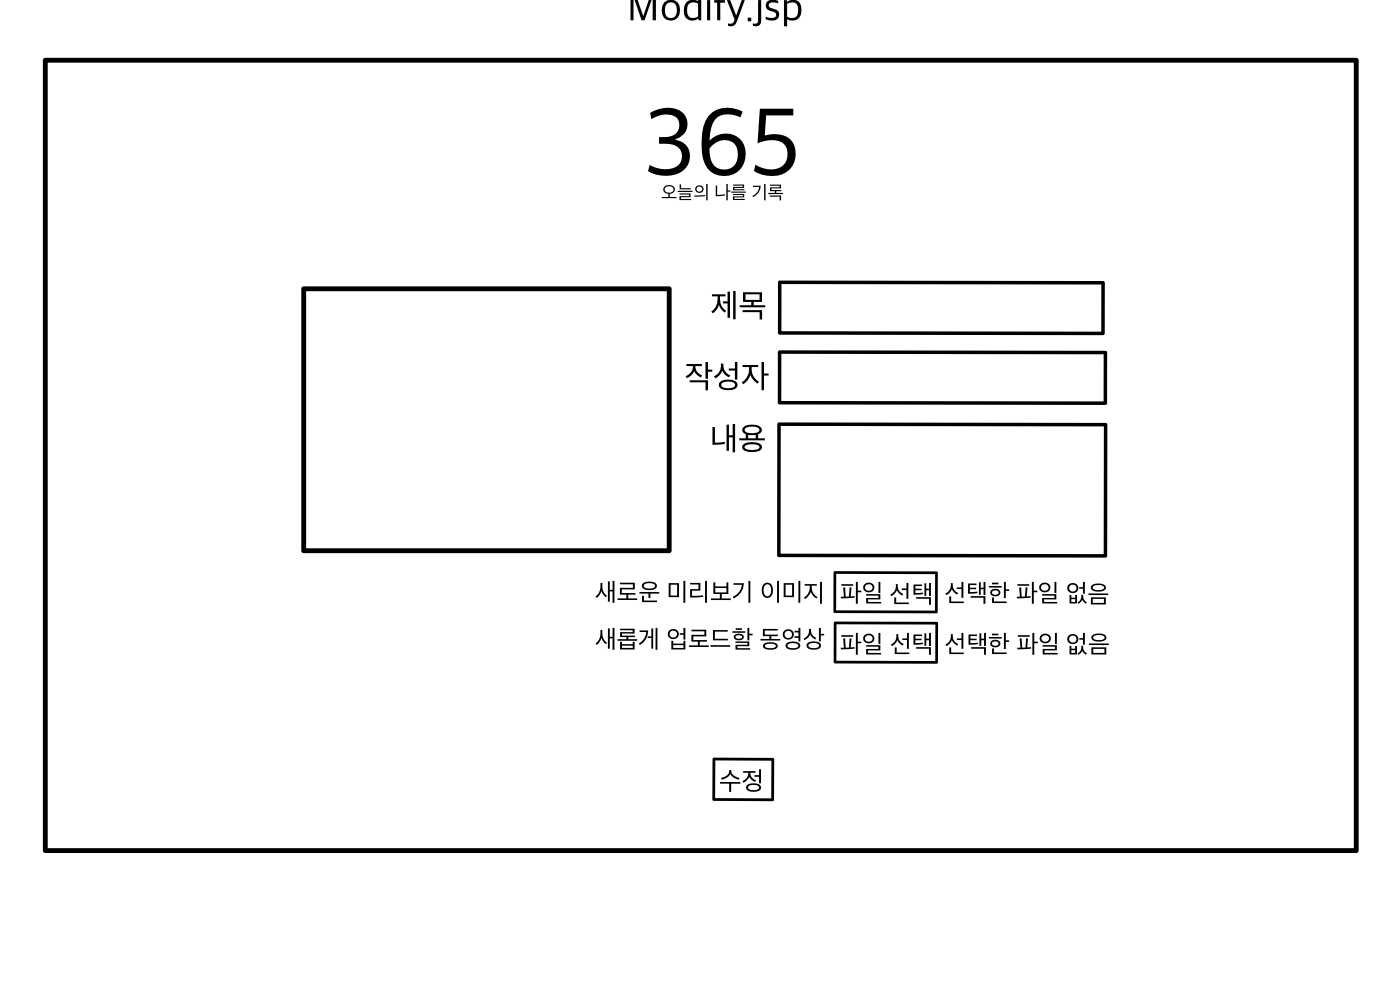 Modify.jsp
365
오늘의 나를 기록
제목
작성자
내용
새로운 미리보기 이미지 파일 선택 선택한 파일 없음
새롭게 업로드할 동영상 파일 선택 선택한 파일 없음
수정